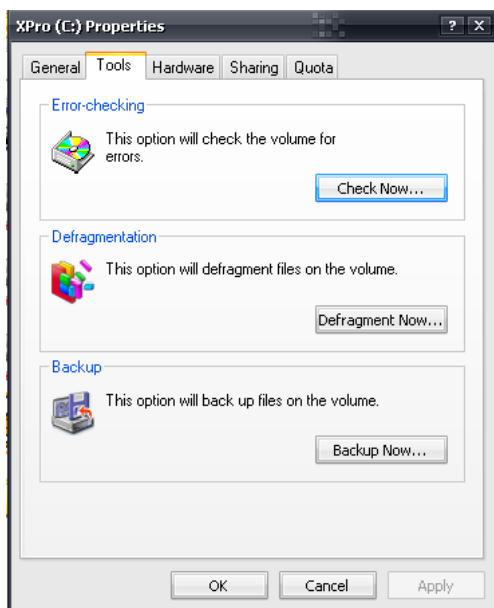 XPro (C:) Properties
? X
General Tools Hardware Sharing Quota
Error-checking
This option will check the volume for
errors.
Check Now...
Defragmentation
This option will defragment files on the volume.
Defragment Now...
Backup
This option will back up files on the volume.
Backup Now...
OK Cancel Apply